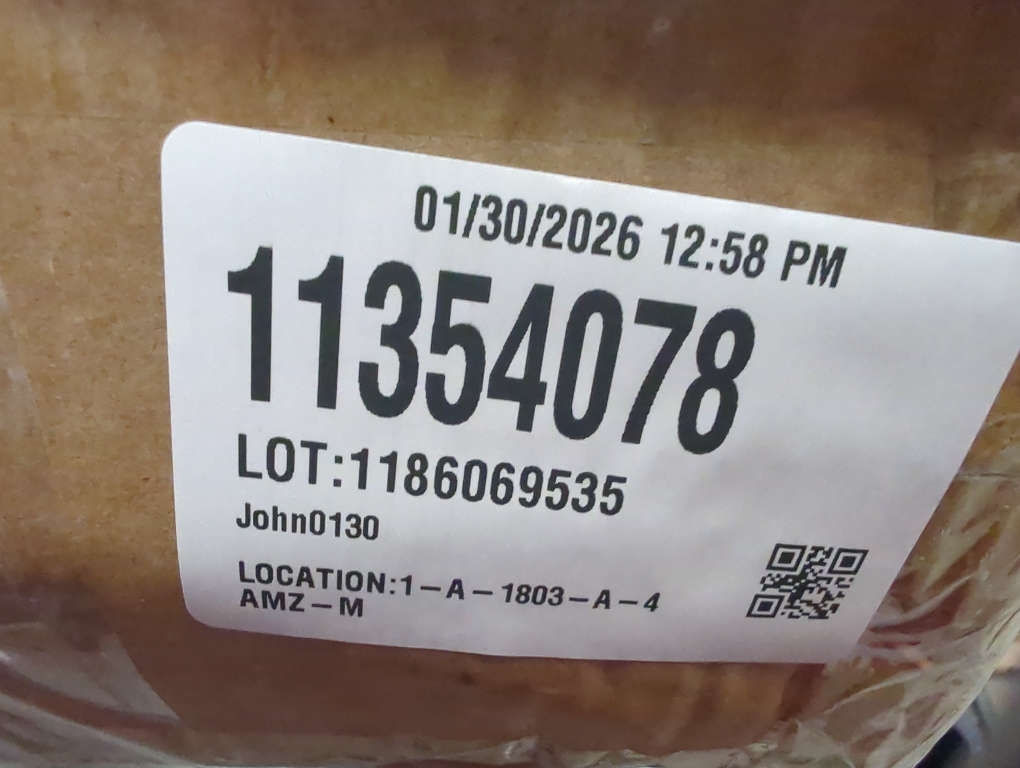 01/30/2026 12:58 PM
11354078
LOT:1186069535
John0130
LOCATION:1-A-1803-A-4
AMZ-M